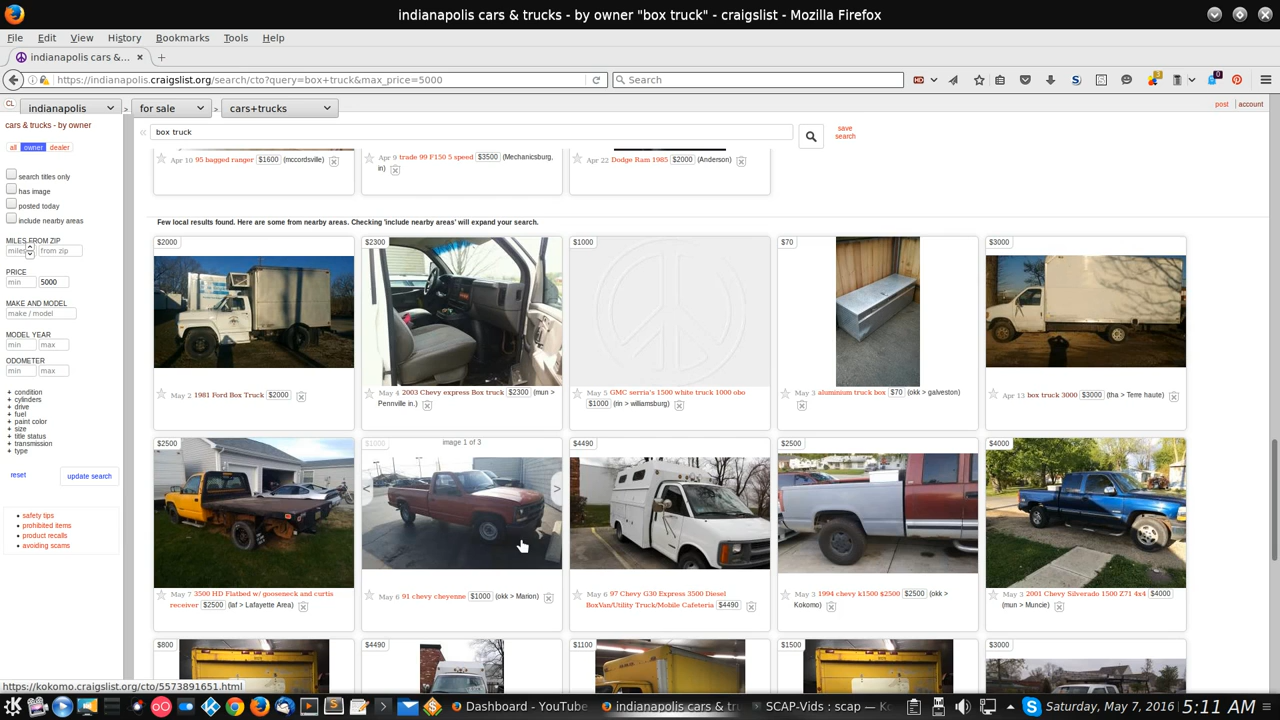 indianapolis cars & trucks - by owner "box truck" - craigslist - Mozilla Firefox
File Edit View History Bookmarks Tools Help
indianapolis cars &... × +
https://indianapolis.craigslist.org/search/cto?query=box+truck&max_price=5000
Search
CL indianapolis > for sale > cars+trucks
post account
cars & trucks - by owner
all owner dealer
search titles only
has image
posted today
include nearby areas
MILES FROM ZIP
miles from zip
PRICE
min 5000
MAKE AND MODEL
make / model
MODEL YEAR
min max
ODOMETER
min max
+ condition
+ cylinders
+ drive
+ fuel
+ paint color
+ size
+ title status
+ transmission
+ type
reset update search
safety tips
prohibited items
product recalls
avoiding scams
« box truck
save
search
Apr 10 95 bagged ranger $1600 (mccordsville)
Apr 9 trade 99 F150 5 speed $3500 (Mechanicsburg,
in)
Apr 22 Dodge Ram 1985 $2000 (Anderson)
Few local results found. Here are some from nearby areas. Checking 'include nearby areas' will expand your search.
$2000
May 2 1981 Ford Box Truck $2000
$2300
May 4 2003 Chevy express Box truck $2300 (mun >
Pennville in.)
$1000
May 5 GMC serria's 1500 white truck 1000 obo
$1000 (rin > williamsburg)
$70
May 3 aluminium truck box $70 (okk > galveston)
$3000
Apr 13 box truck 3000 $3000 (tha > Terre haute)
$2500
May 7 3500 HD Flatbed w/ gooseneck and curtis
receiver $2500 (laf > Lafayette Area)
$1000 image 1 of 3
< >
May 6 91 chevy cheyenne $1000 (okk > Marion)
$4490
May 6 97 Chevy G30 Express 3500 Diesel
BoxVan/Utility Truck/Mobile Cafeteria $4490
$2500
May 3 1994 chevy k1500 $2500 $2500 (okk >
Kokomo)
$4000
May 3 2001 Chevy Silverado 1500 Z71 4x4 $4000
(mun > Muncie)
$800
$4490
$1100
$1500
$3000
https://kokomo.craigslist.org/cto/5573891651.html
Dashboard - YouTube
indianapolis cars & tru
SCAP-Vids : scap — Ko
Saturday, May 7, 2016 5:11 AM